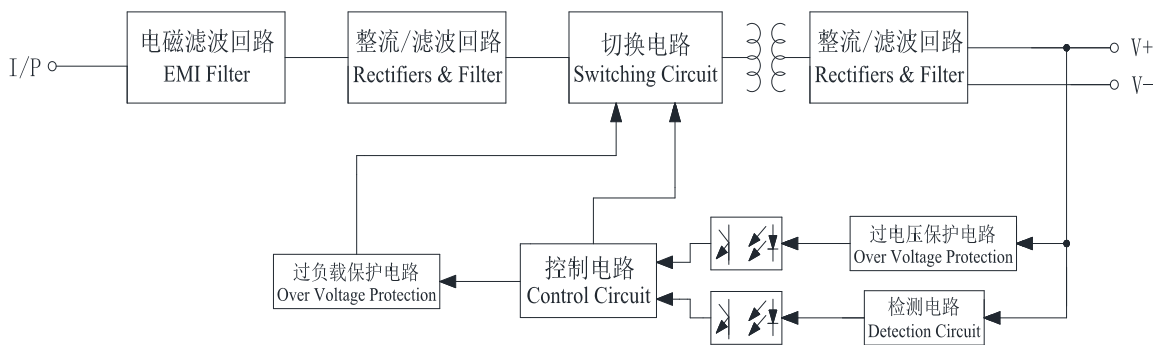 I/P
电磁滤波回路
EMI Filter
整流/滤波回路
Rectifiers & Filter
切换电路
Switching Circuit
整流/滤波回路
Rectifiers & Filter
V+
V-
过负载保护电路
Over Voltage Protection
控制电路
Control Circuit
过电压保护电路
Over Voltage Protection
检测电路
Detection Circuit